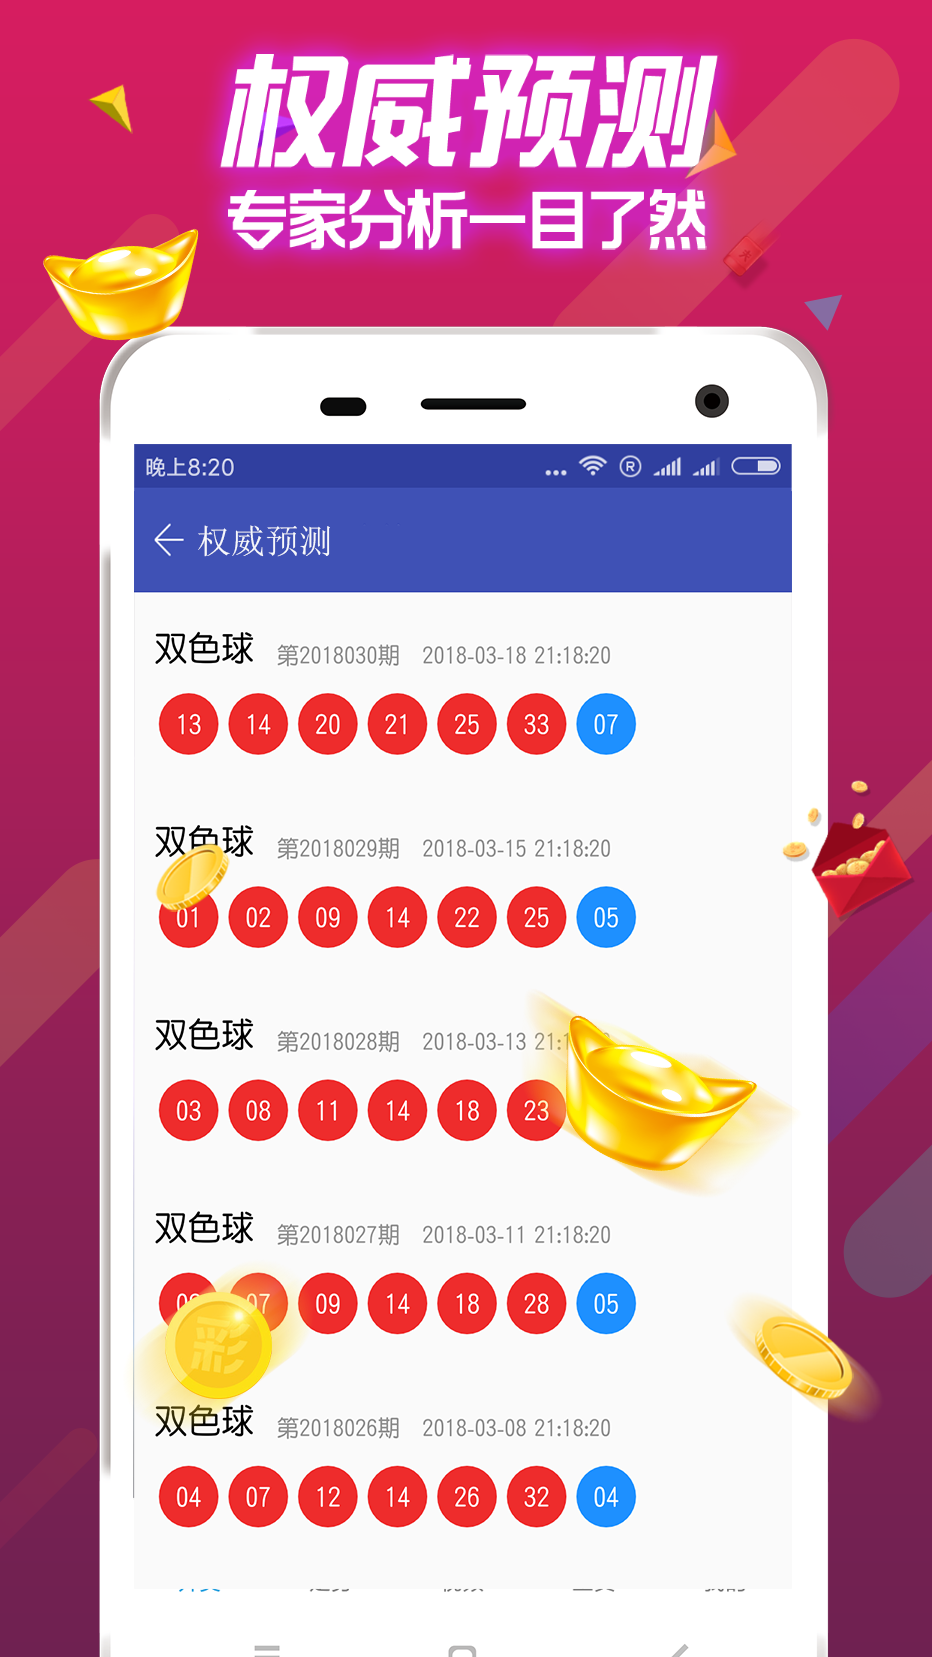 权威预测
专家分析一目了然
晚上8:20
权威预测
双色球 第2018030期 2018-03-18 21:18:20
13 14 20 21 25 33 07
双色球 第2018029期 2018-03-15 21:18:20
01 02 09 14 22 25 05
双色球 第2018028期 2018-03-13
03 08 11 14 18 23
双色球 第2018027期 2018-03-11 21:18:20
07 09 14 18 28 05
彩
双色球 第2018026期 2018-03-08 21:18:20
04 07 12 14 26 32 04